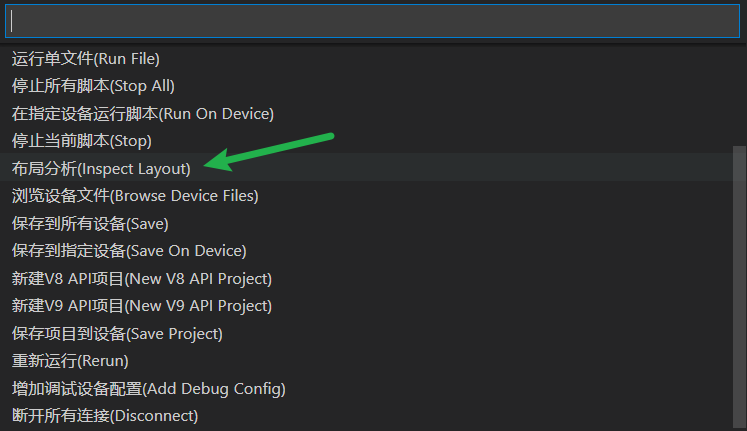 运行单文件(Run File)
停止所有脚本(Stop All)
在指定设备运行脚本(Run On Device)
停止当前脚本(Stop)
布局分析(Inspect Layout)
浏览设备文件(Browse Device Files)
保存到所有设备(Save)
保存到指定设备(Save On Device)
新建V8 API项目(New V8 API Project)
新建V9 API项目(New V9 API Project)
保存项目到设备(Save Project)
重新运行(Rerun)
增加调试设备配置(Add Debug Config)
断开所有连接(Disconnect)